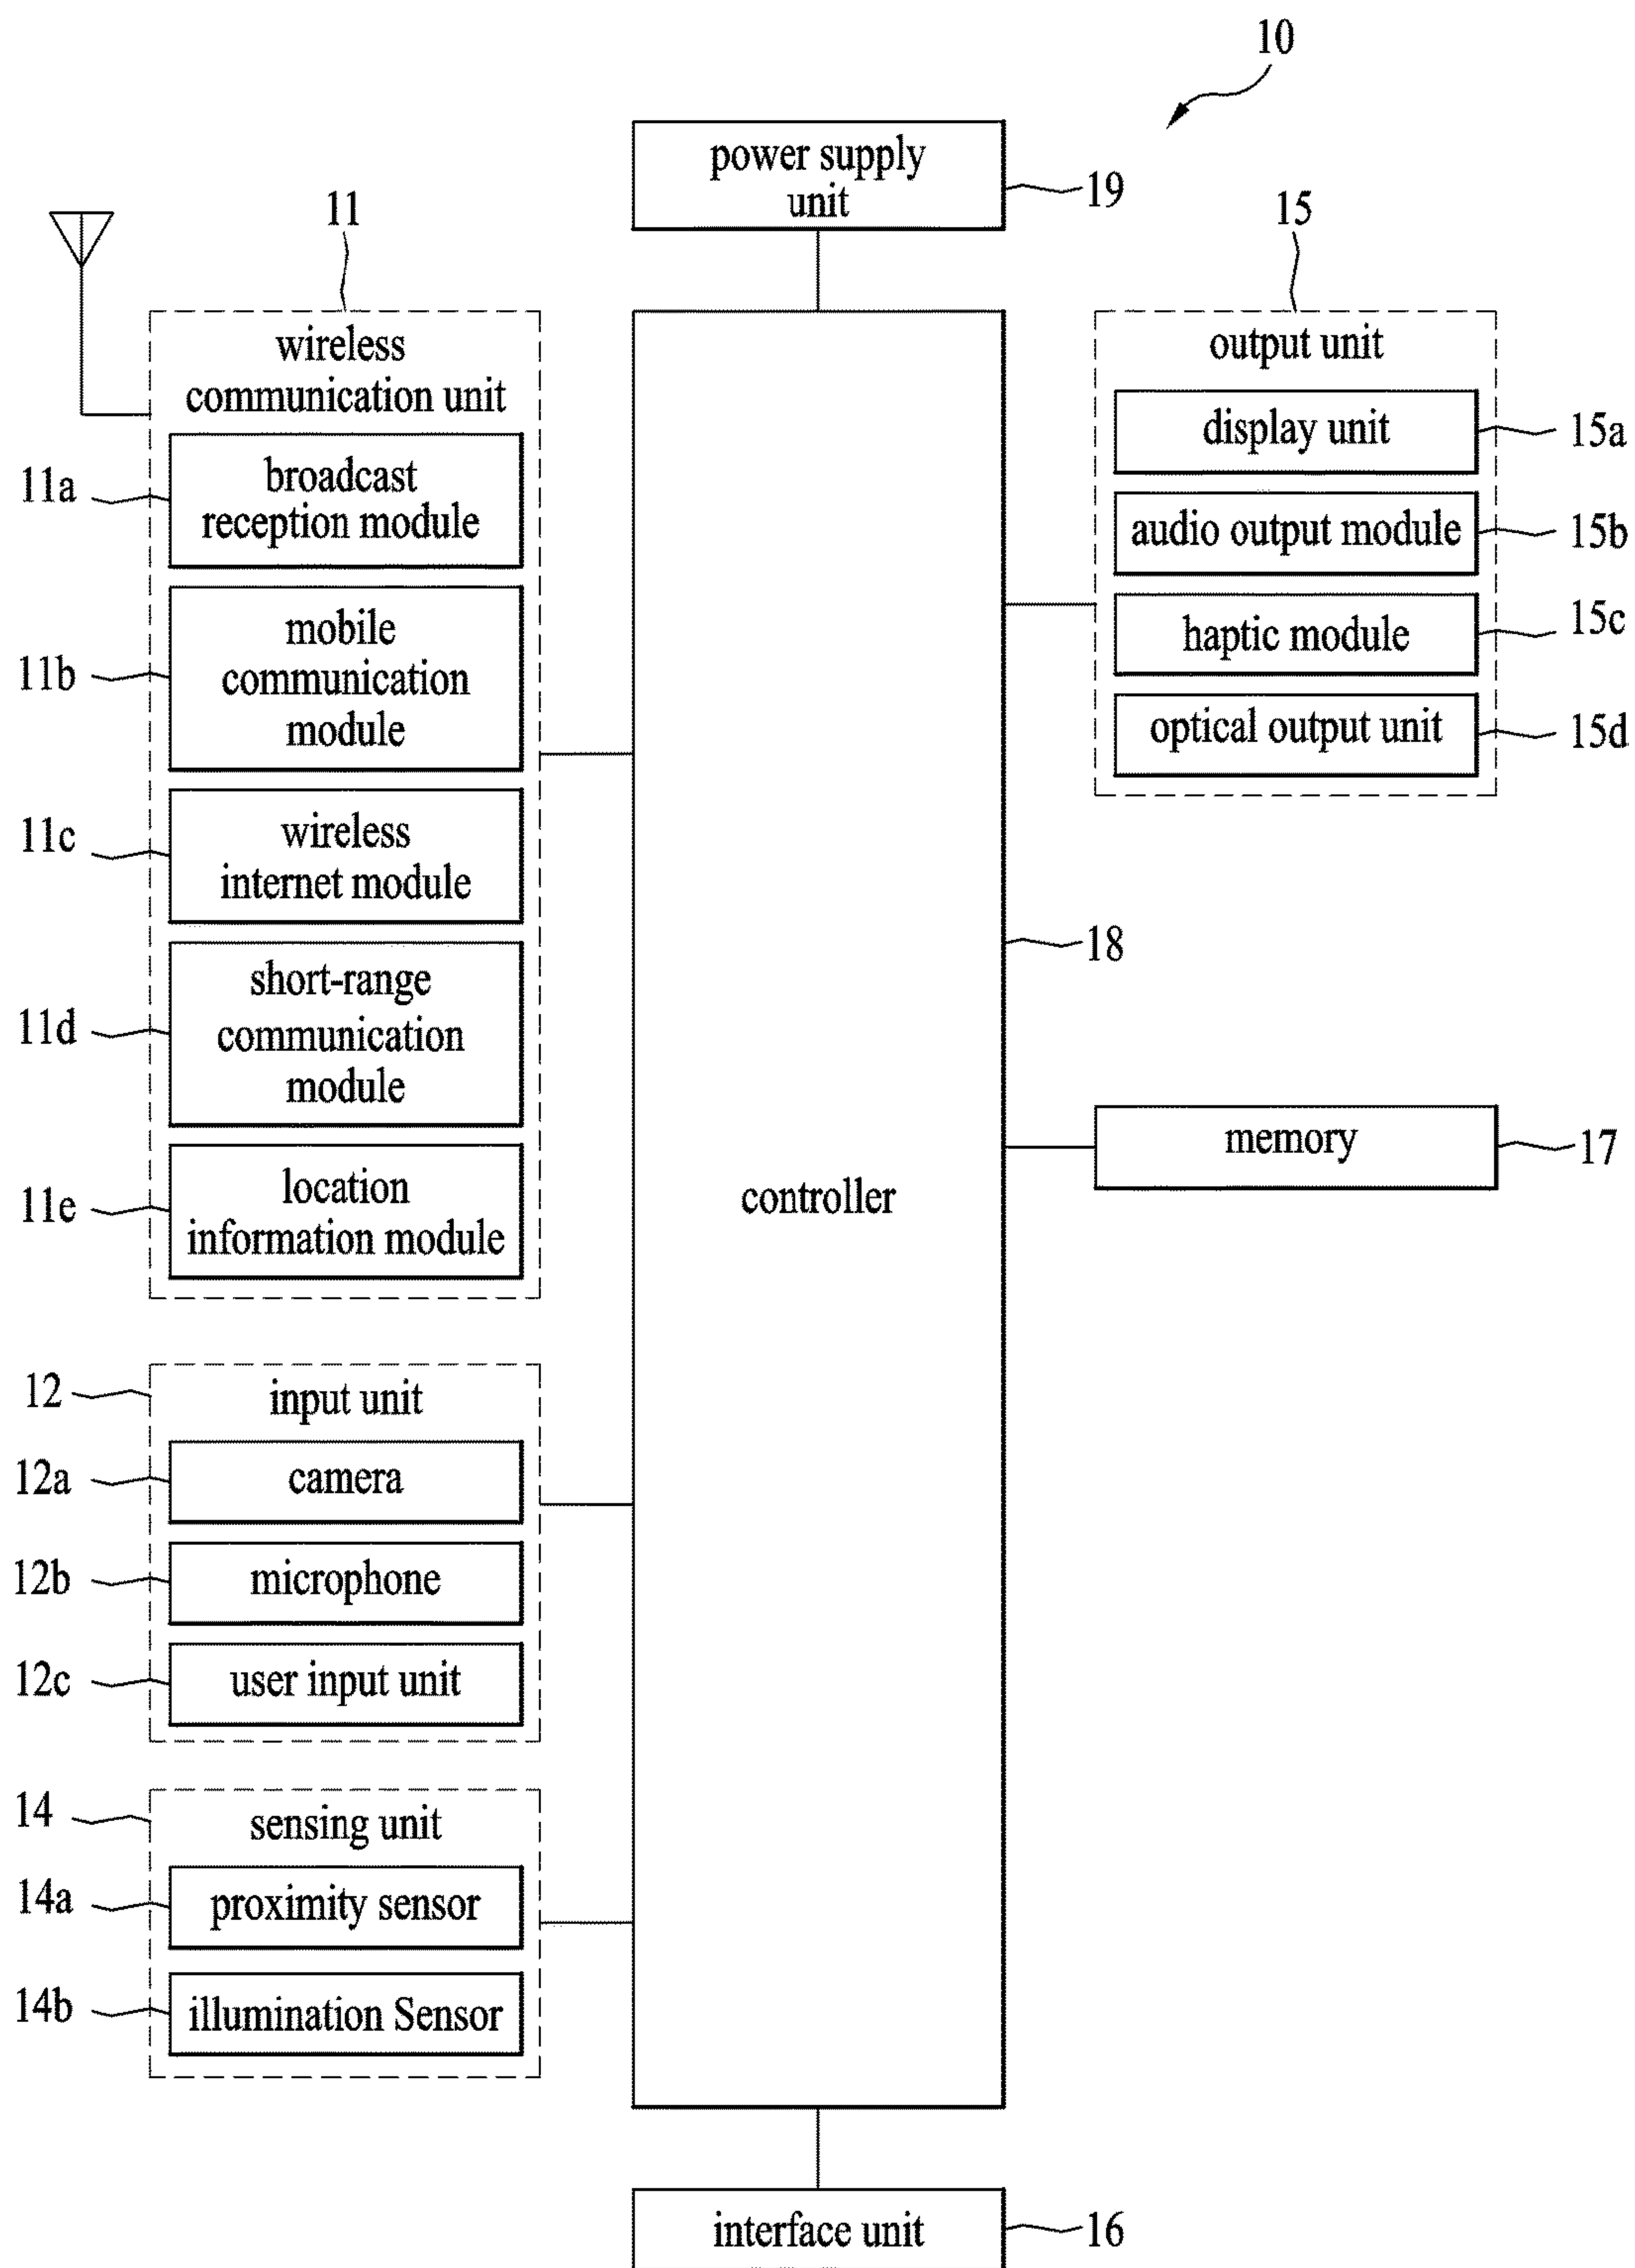 10
power supply
unit
19
11
wireless
communication unit
11a
broadcast
reception module
11b
mobile
communication
module
11c
wireless
internet module
11d
short-range
communication
module
11e
location
information module
12
input unit
12a
camera
12b
microphone
12c
user input unit
14
sensing unit
14a
proximity sensor
14b
illumination Sensor
controller
18
15
output unit
display unit
15a
audio output module
15b
haptic module
15c
optical output unit
15d
memory
17
interface unit
16